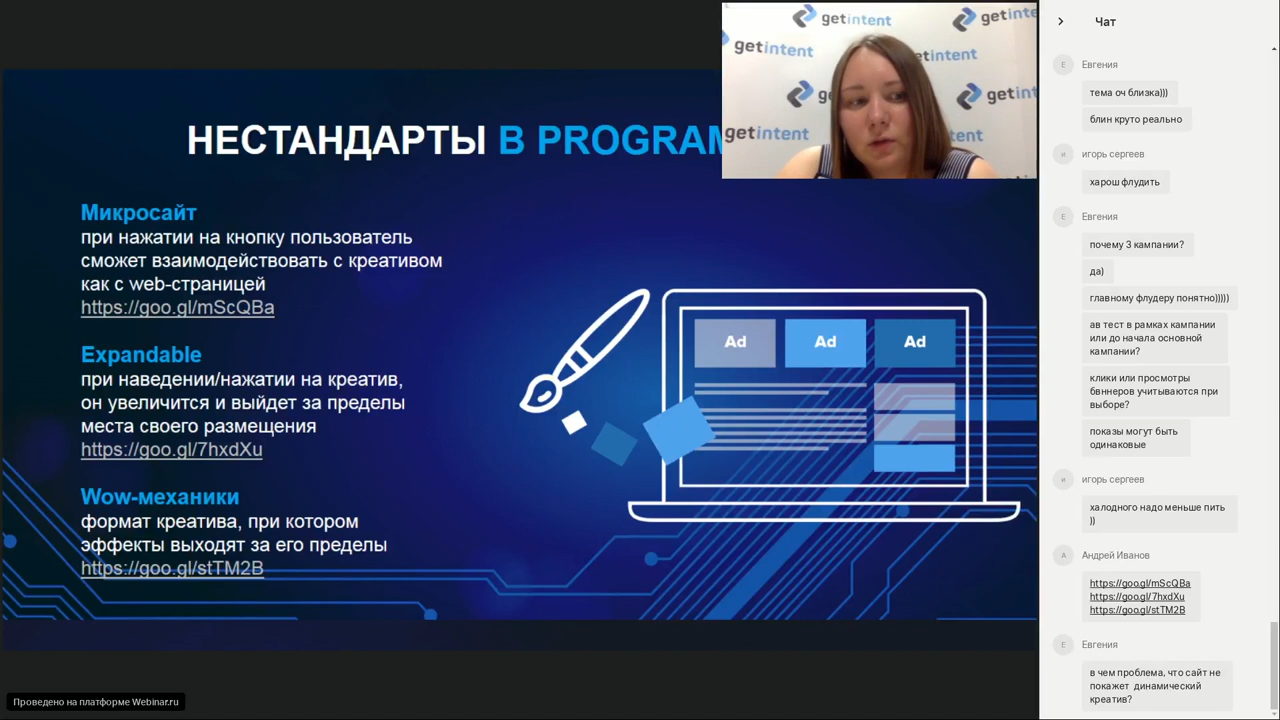 getintent
getinte
getintent
getintent
ge
getint
getintent
ntent
НЕСТАНДАРТЫ В PROGRAM
Микросайт
при нажатии на кнопку пользователь
сможет взаимодействовать с креативом
как с web-страницей
https://goo.gl/mScQBa
Expandable
при наведении/нажатии на креатив,
он увеличится и выйдет за пределы
места своего размещения
https://goo.gl/7hxdXu
Wow-механики
формат креатива, при котором
эффекты выходят за его пределы
https://goo.gl/stTM2B
Ad Ad Ad
Проведено на платформе Webinar.ru
Чат
Е Евгения
тема оч близка)))
блин круто реально
и игорь сергеев
харош флудить
Е Евгения
почему 3 кампании?
да)
главному флудеру понятно)))))
ав тест в рамках кампании
или до начала основной
кампании?
клики или просмотры
бвннеров учитываются при
выборе?
показы могут быть
одинаковые
и игорь сергеев
халодного надо меньше пить
))
А Андрей Иванов
https://goo.gl/mScQBa
https://goo.gl/7hxdXu
https://goo.gl/stTM2B
Е Евгения
в чем проблема, что сайт не
покажет динамический
креатив?